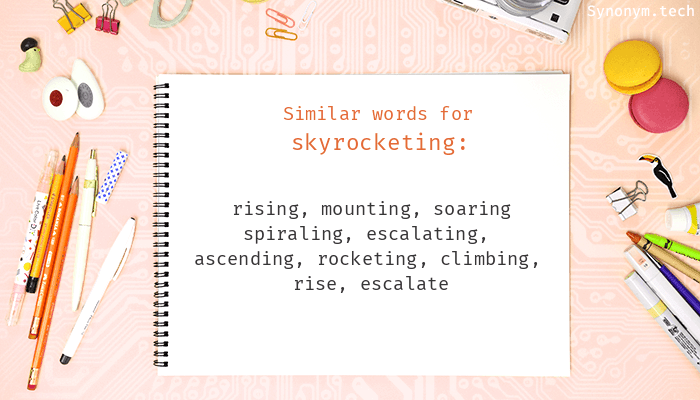 Synonym.tech
Similar words for
skyrocketing:
rising, mounting, soaring
spiraling, escalating,
ascending, rocketing, climbing,
rise, escalate